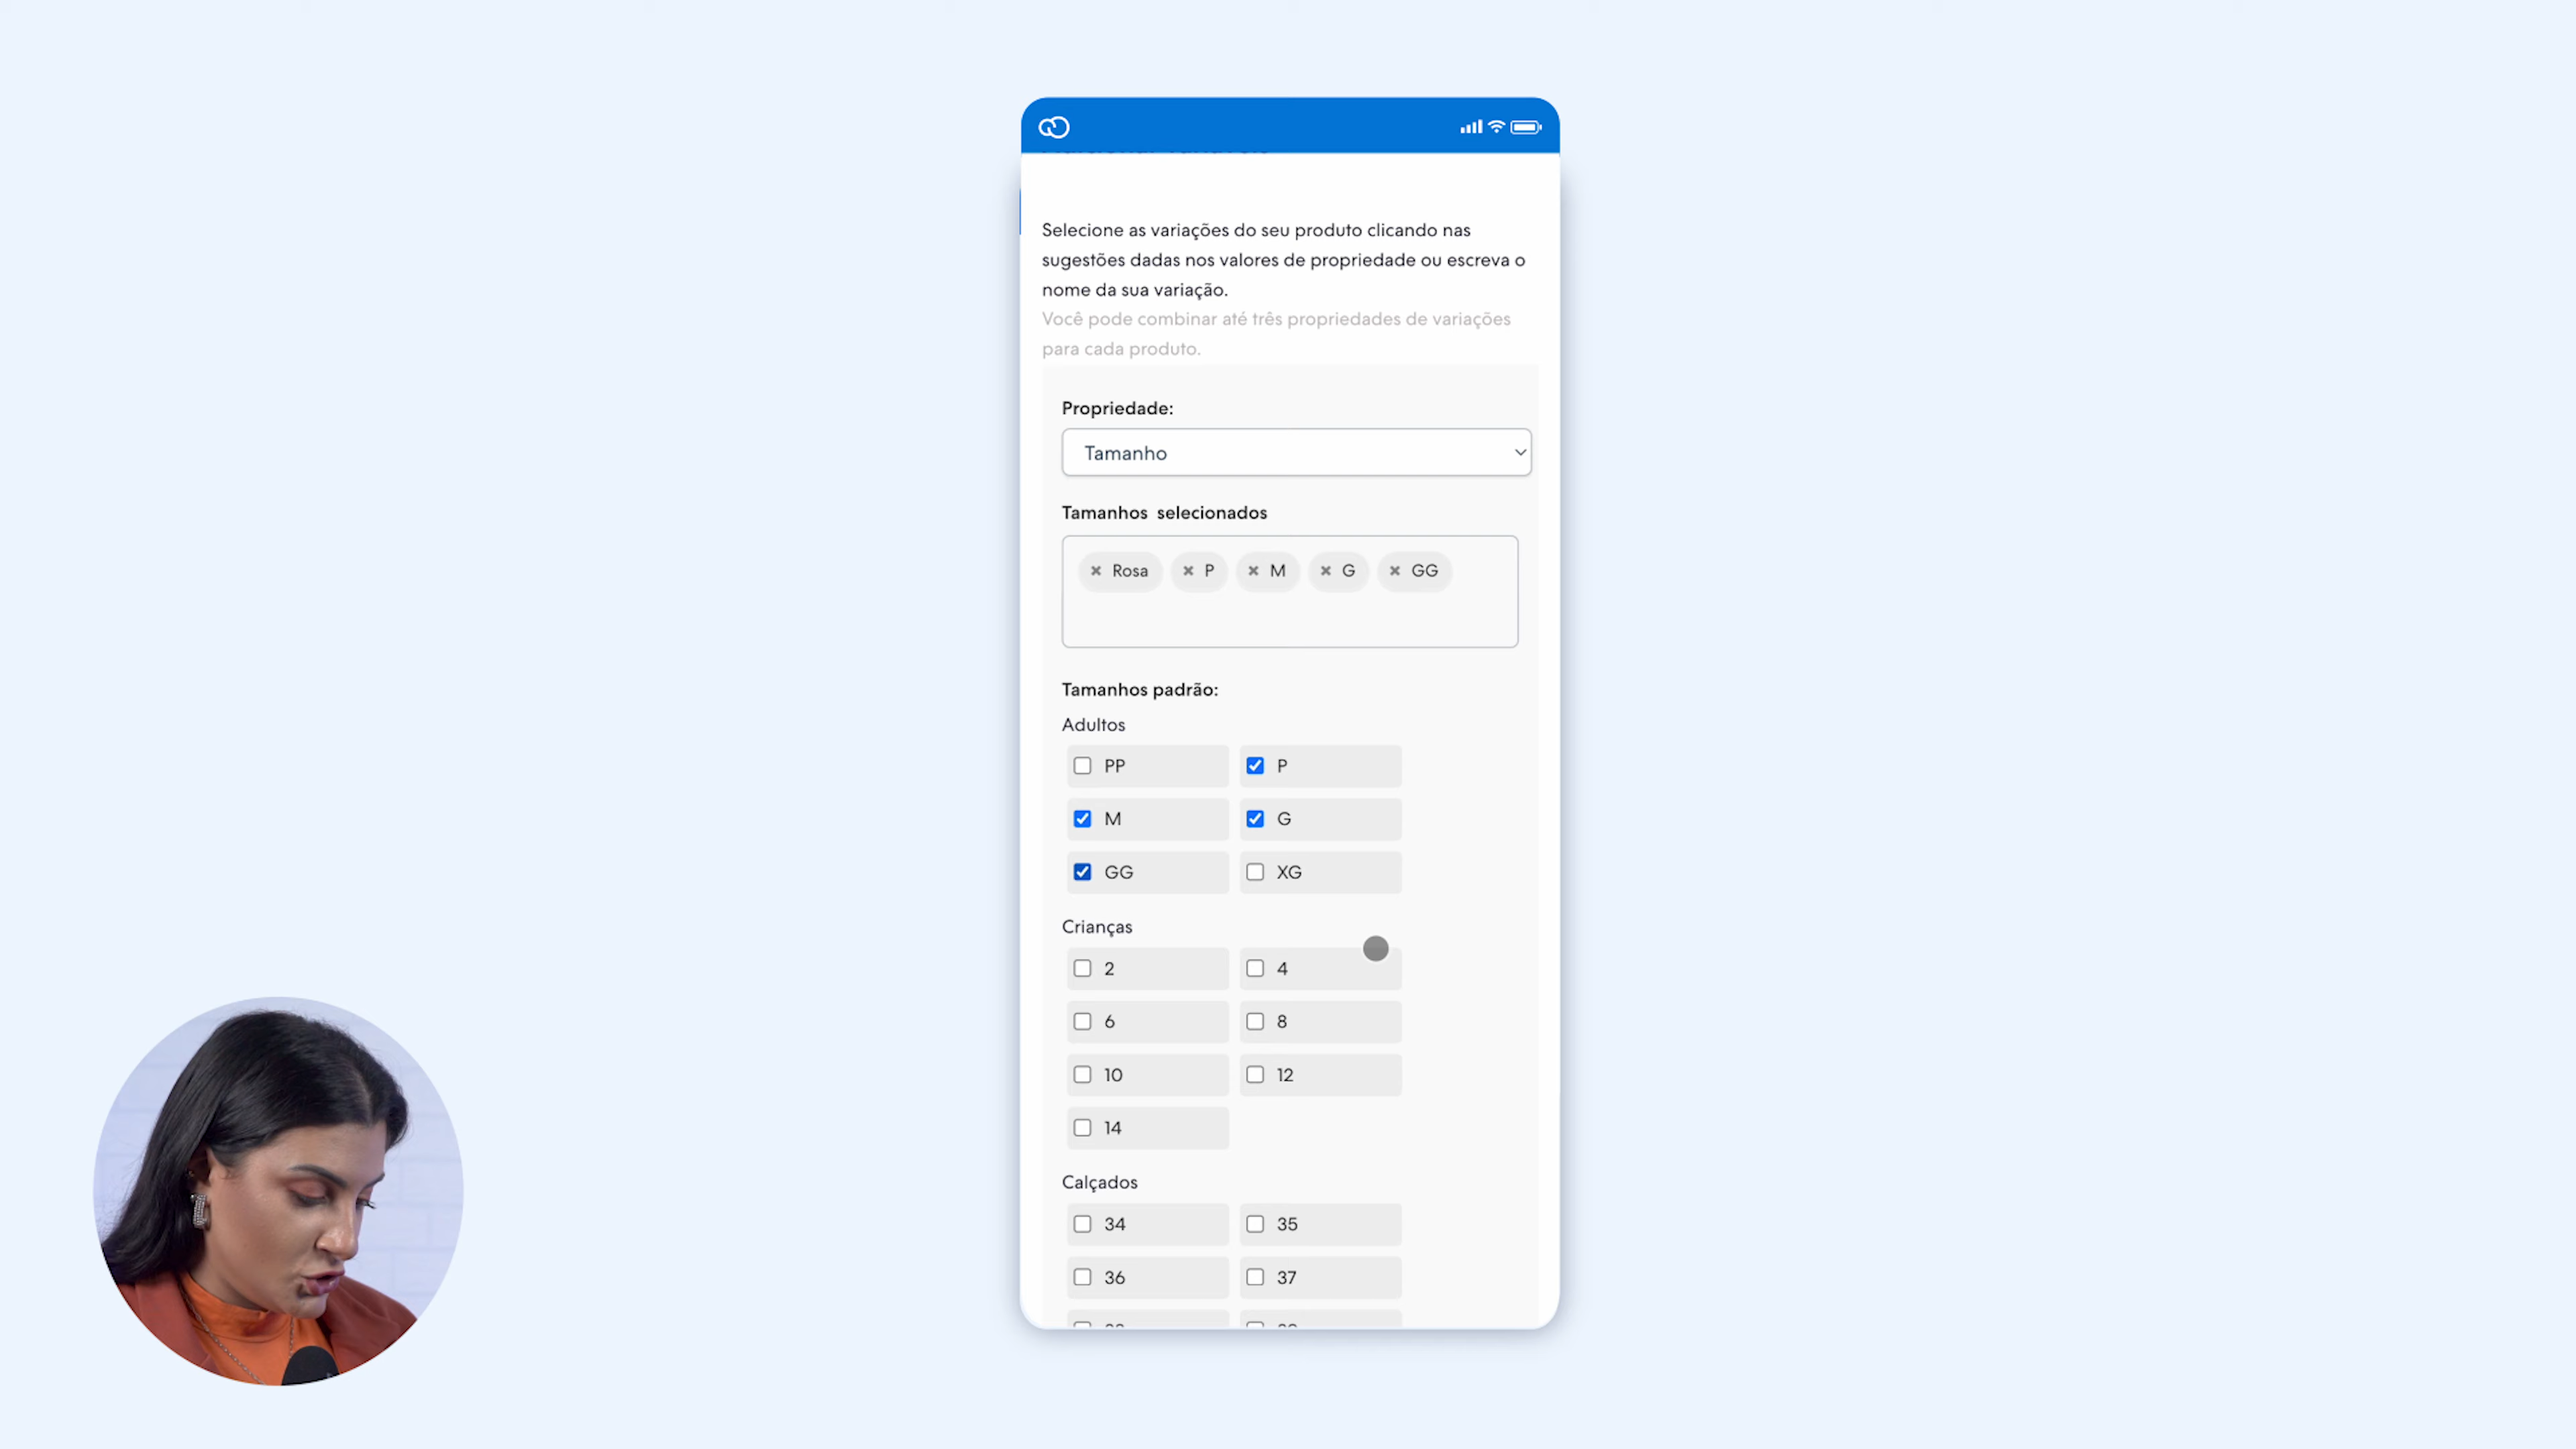 Selecione as variações do seu produto clicando nas
sugestões dadas nos valores de propriedade ou escreva o
nome da sua variação.
Você pode combinar até três propriedades de variações
para cada produto.
Propriedade:
Tamanho
Tamanhos selecionados
× Rosa × P × M × G × GG
Tamanhos padrão:
Adultos
PP P
M G
GG XG
Crianças
2 4
6 8
10 12
14
Calçados
34 35
36 37